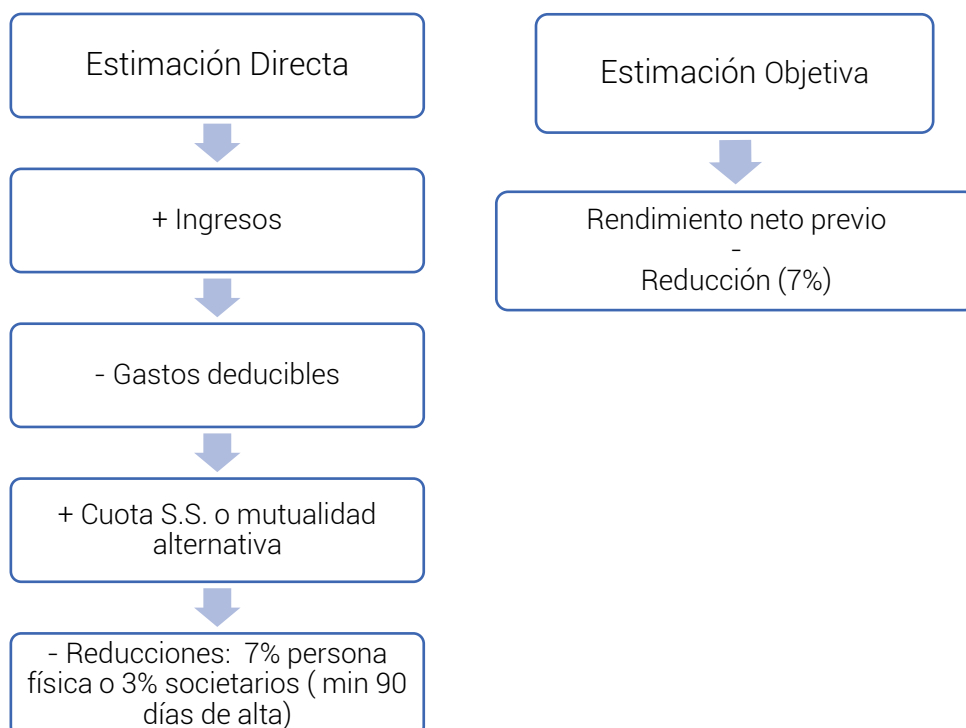 Estimación Directa
+ Ingresos
- Gastos deducibles
+ Cuota S.S. o mutualidad
alternativa
- Reducciones:  7% persona
física o 3% societarios ( min 90
días de alta)
Estimación Objetiva
Rendimiento neto previo
-
Reducción (7%)